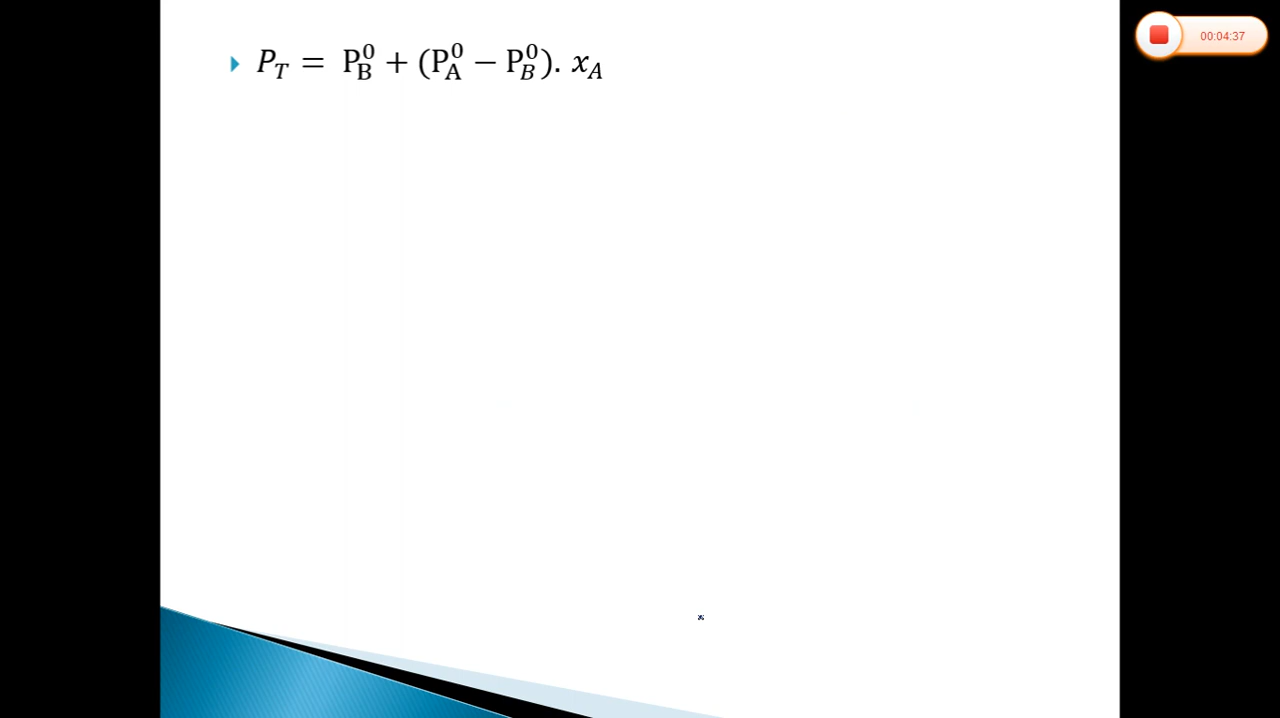 P_T = P_B^0 + (P_A^0 − P_B^0). x_A
00:04:37